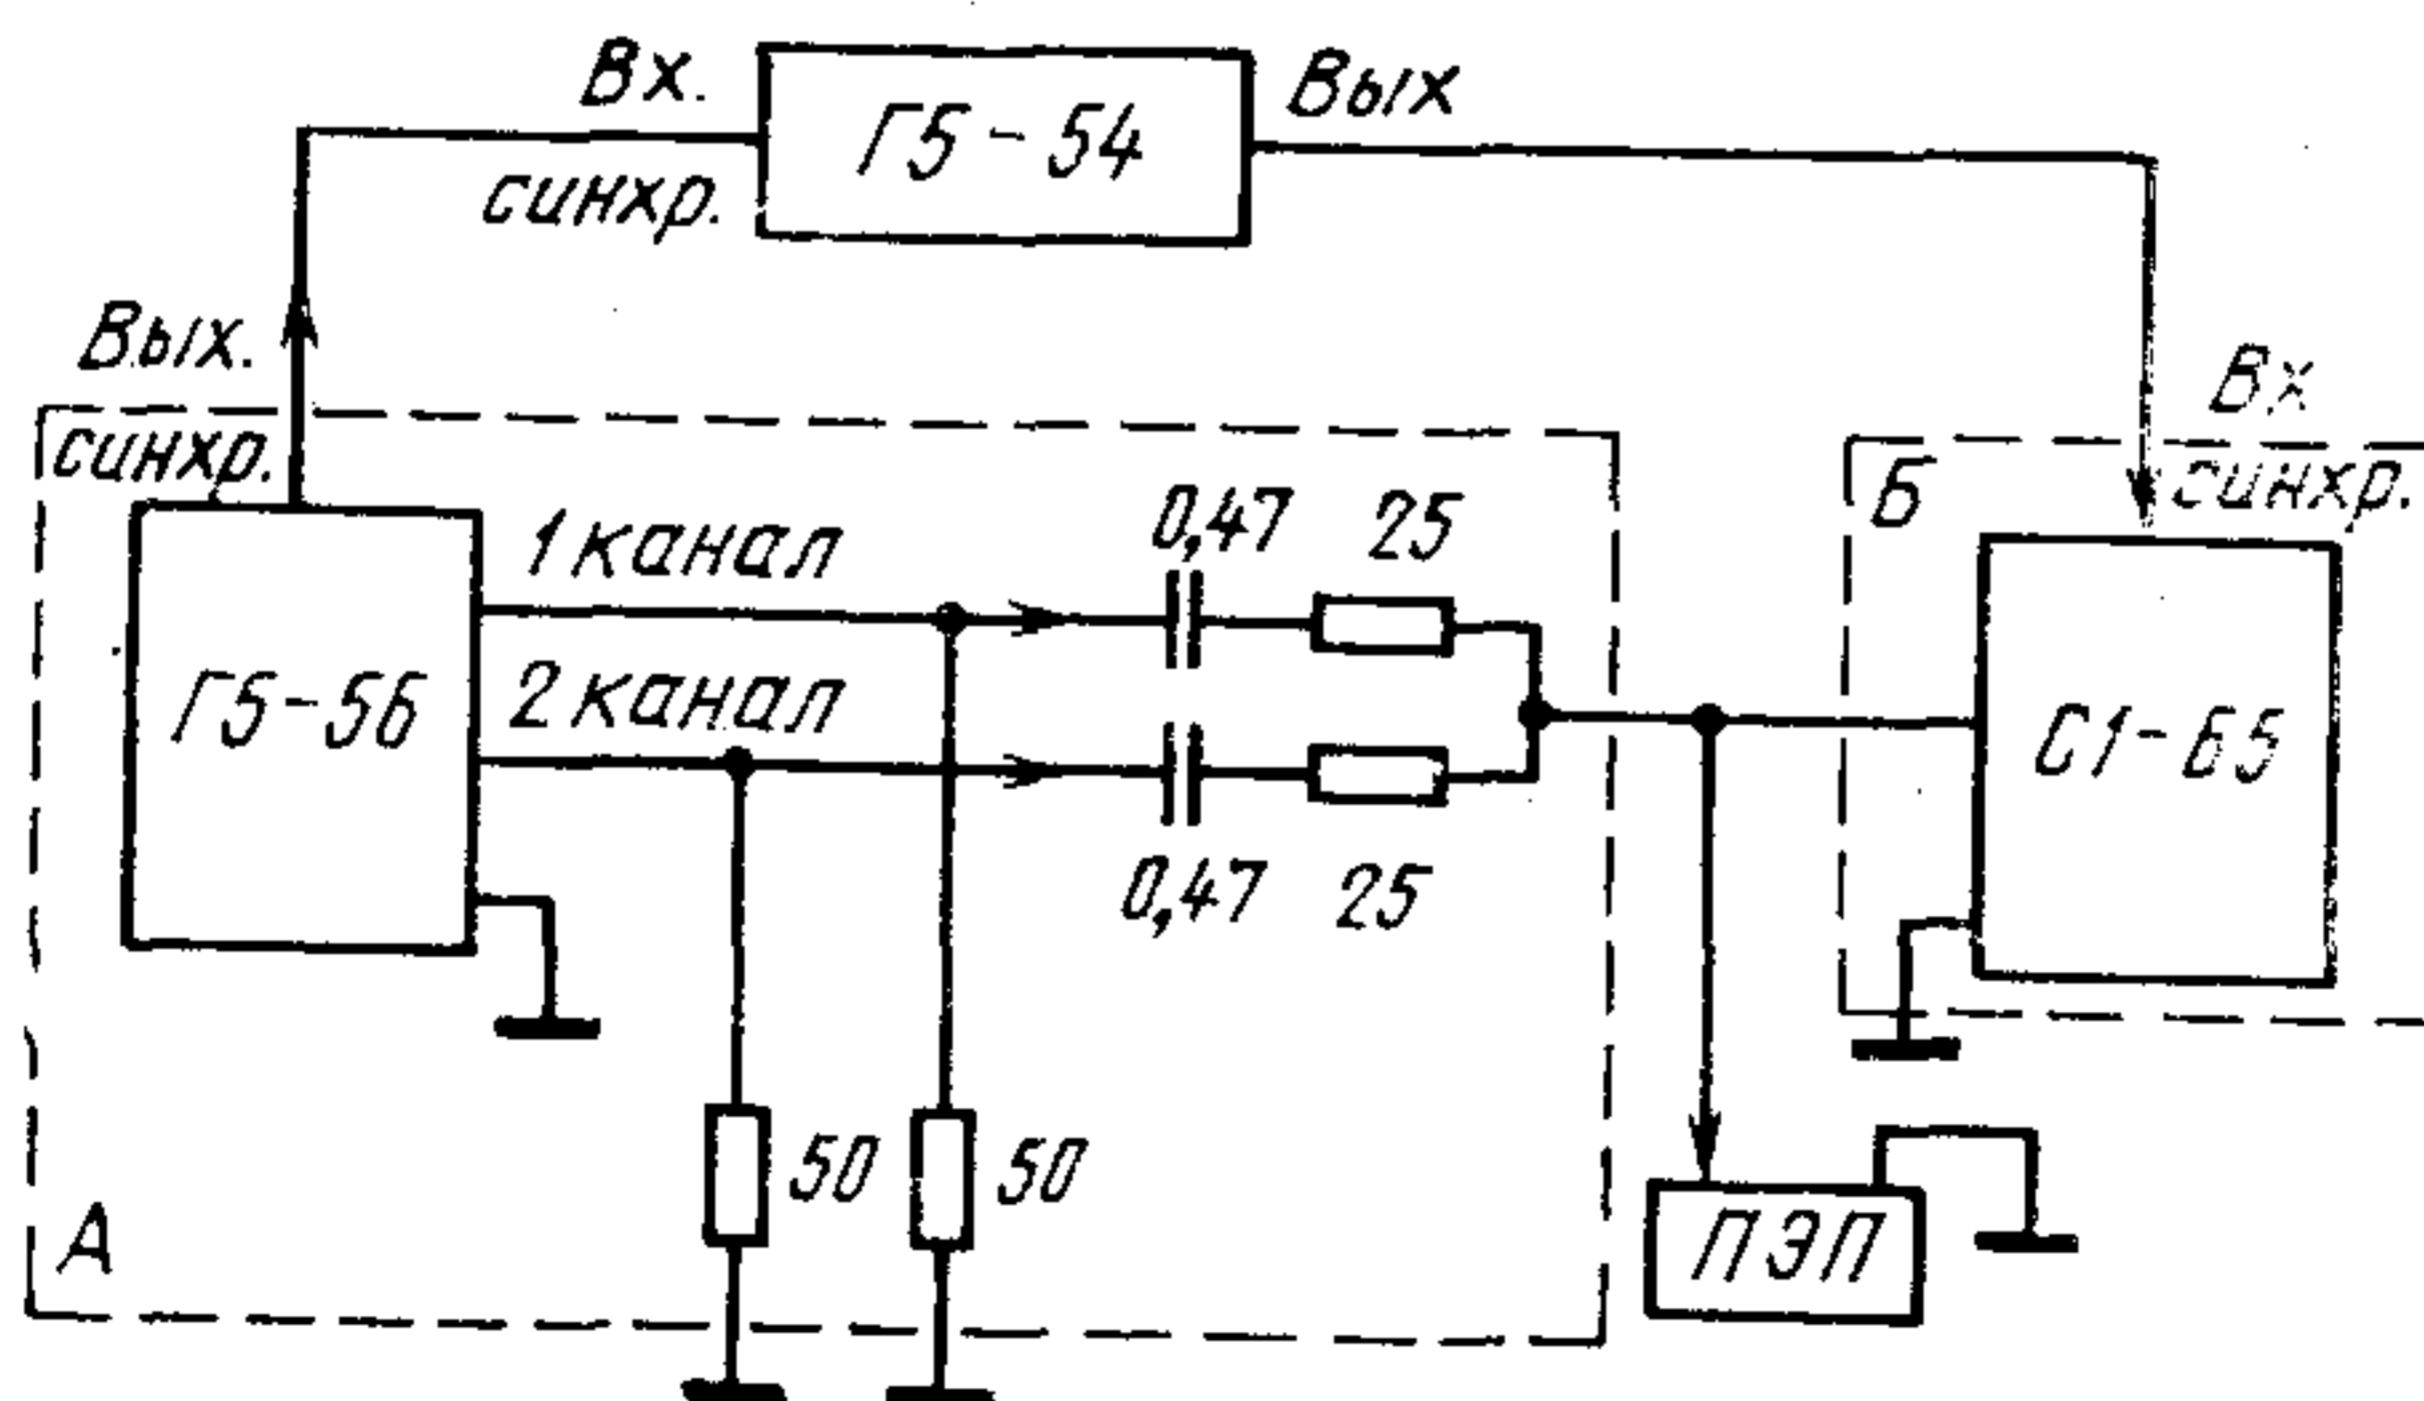 Вх.
Г5-54
Вых
синхр.
Вых.
Вх
синхр.
Б
синхр.
1 канал
0,47
25
2 канал
Г5-56
С1-65
0,47
25
50
50
А
ПЭП